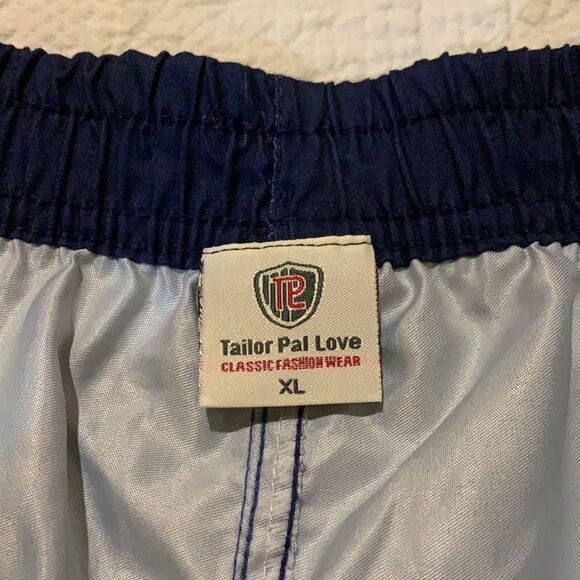 TPL
Tailor Pal Love
CLASSIC FASHION WEAR
XL